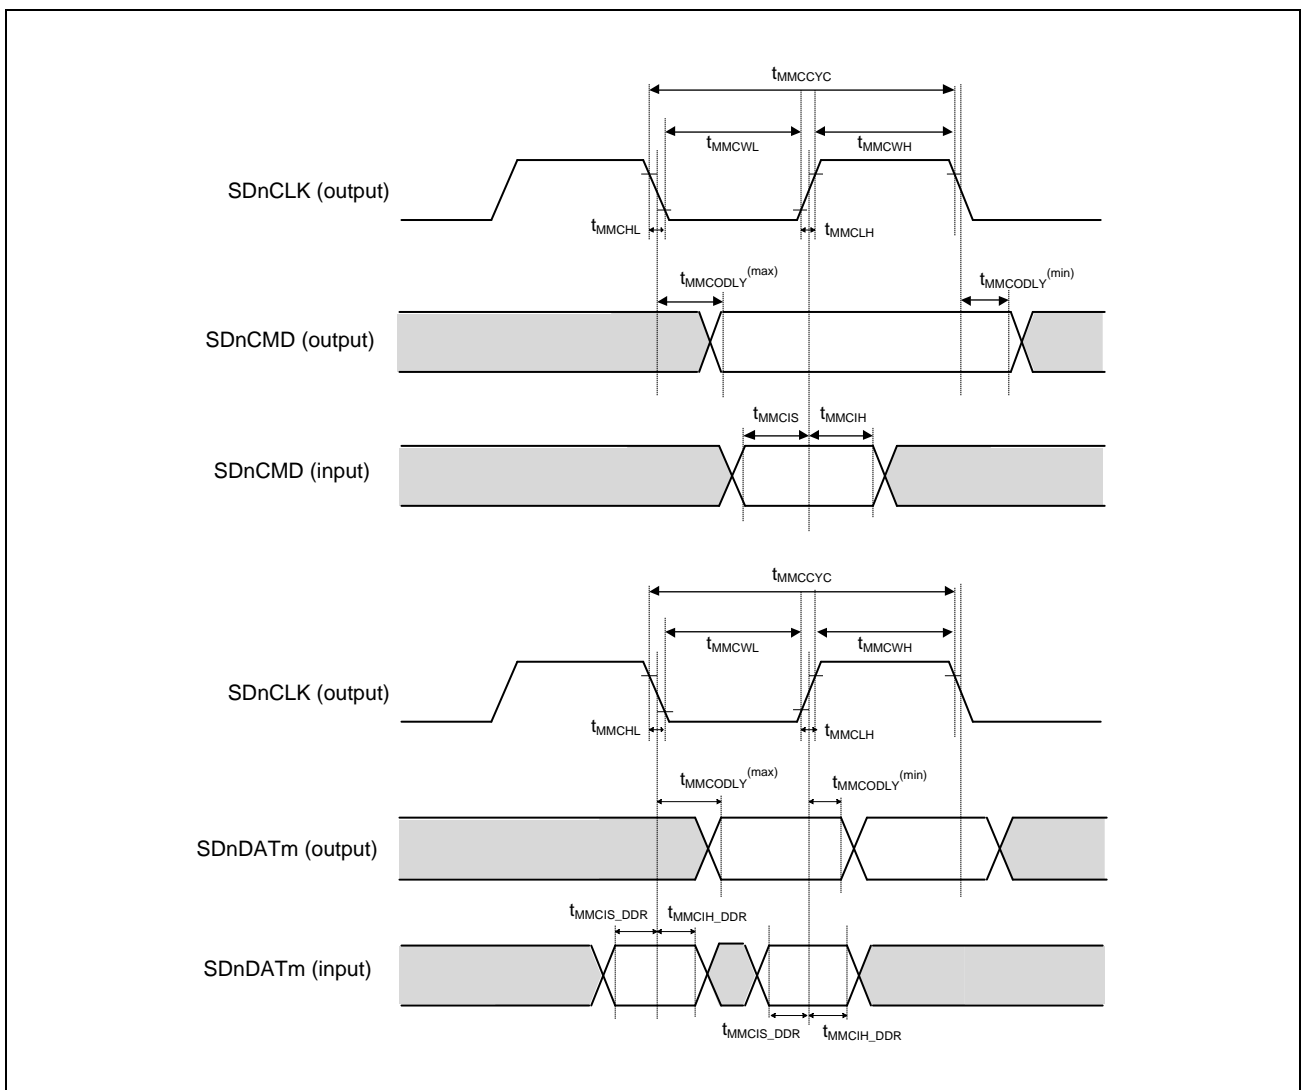 tMMCCYC
tMMCWL tMMCWH
SDnCLK (output)
tMMCHL tMMCLH
tMMCODLY(max) tMMCODLY(min)
SDnCMD (output)
tMMCIS tMMCIH
SDnCMD (input)
tMMCCYC
tMMCWL tMMCWH
SDnCLK (output)
tMMCHL tMMCLH
tMMCODLY(max) tMMCODLY(min)
SDnDATm (output)
tMMCIS_DDR tMMCIH_DDR
SDnDATm (input)
tMMCIS_DDR tMMCIH_DDR